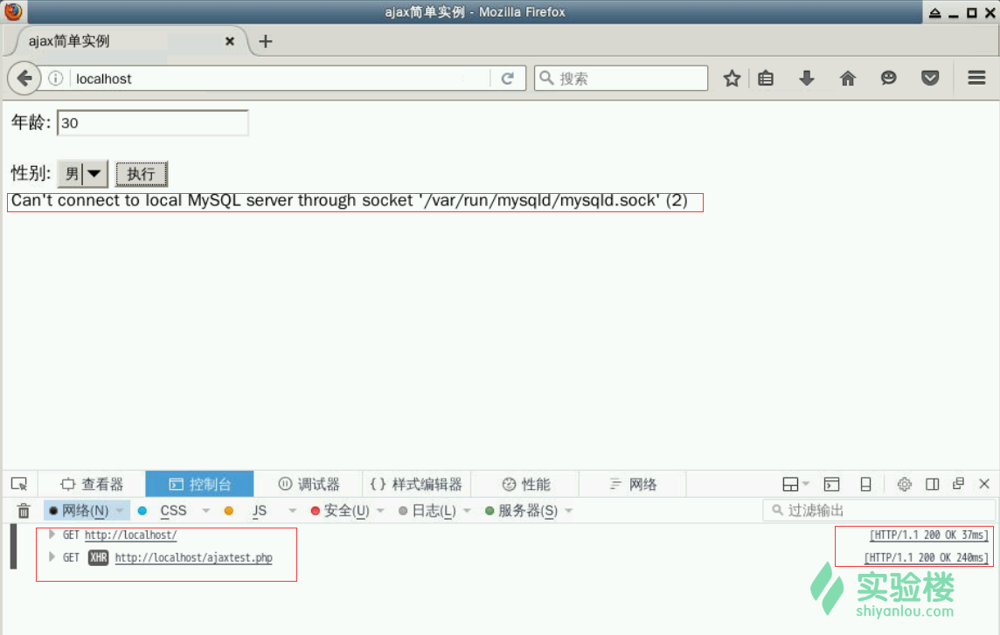 ajax简单实例 - Mozilla Firefox
ajax简单实例
localhost
搜索
年龄: 30
性别: 男 执行
Can't connect to local MySQL server through socket '/var/run/mysqld/mysqld.sock' (2)
查看器 控制台 调试器 {} 样式编辑器 性能 网络
网络(N) CSS JS 安全(U) 日志(L) 服务器(S) 过滤输出
GET http://localhost/ [HTTP/1.1 200 OK 37ms]
GET XHR http://localhost/ajaxtest.php [HTTP/1.1 200 OK 240ms]
实验楼
shiyanlou.com